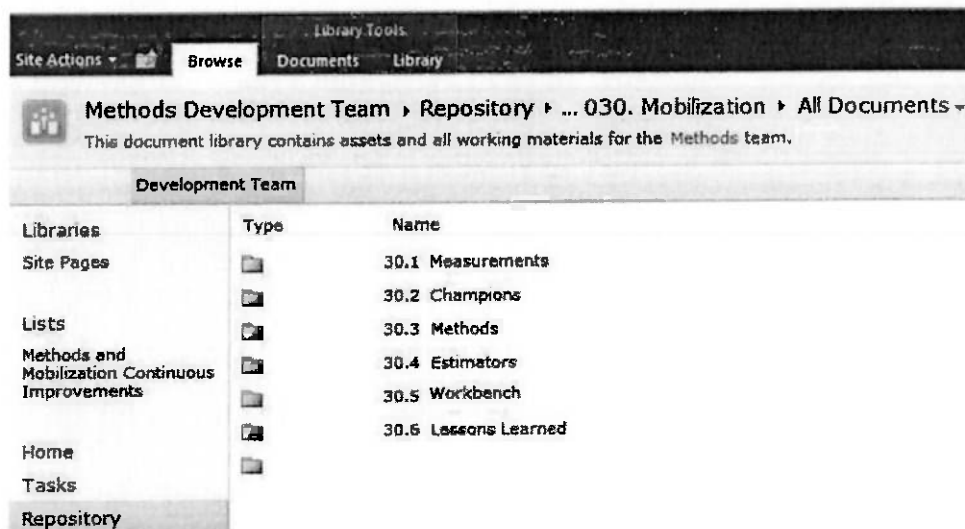 Library Tools
Site Actions
Browse
Documents
Library
Methods Development Team ▸ Repository ▸ ... 030. Mobilization ▸ All Documents
This document library contains assets and all working materials for the Methods team.
Development Team
Libraries
Site Pages
Lists
Methods and
Mobilization Continuous
Improvements
Home
Tasks
Repository
Type Name
30.1 Measurements
30.2 Champions
30.3 Methods
30.4 Estimators
30.5 Workbench
30.6 Lessons Learned